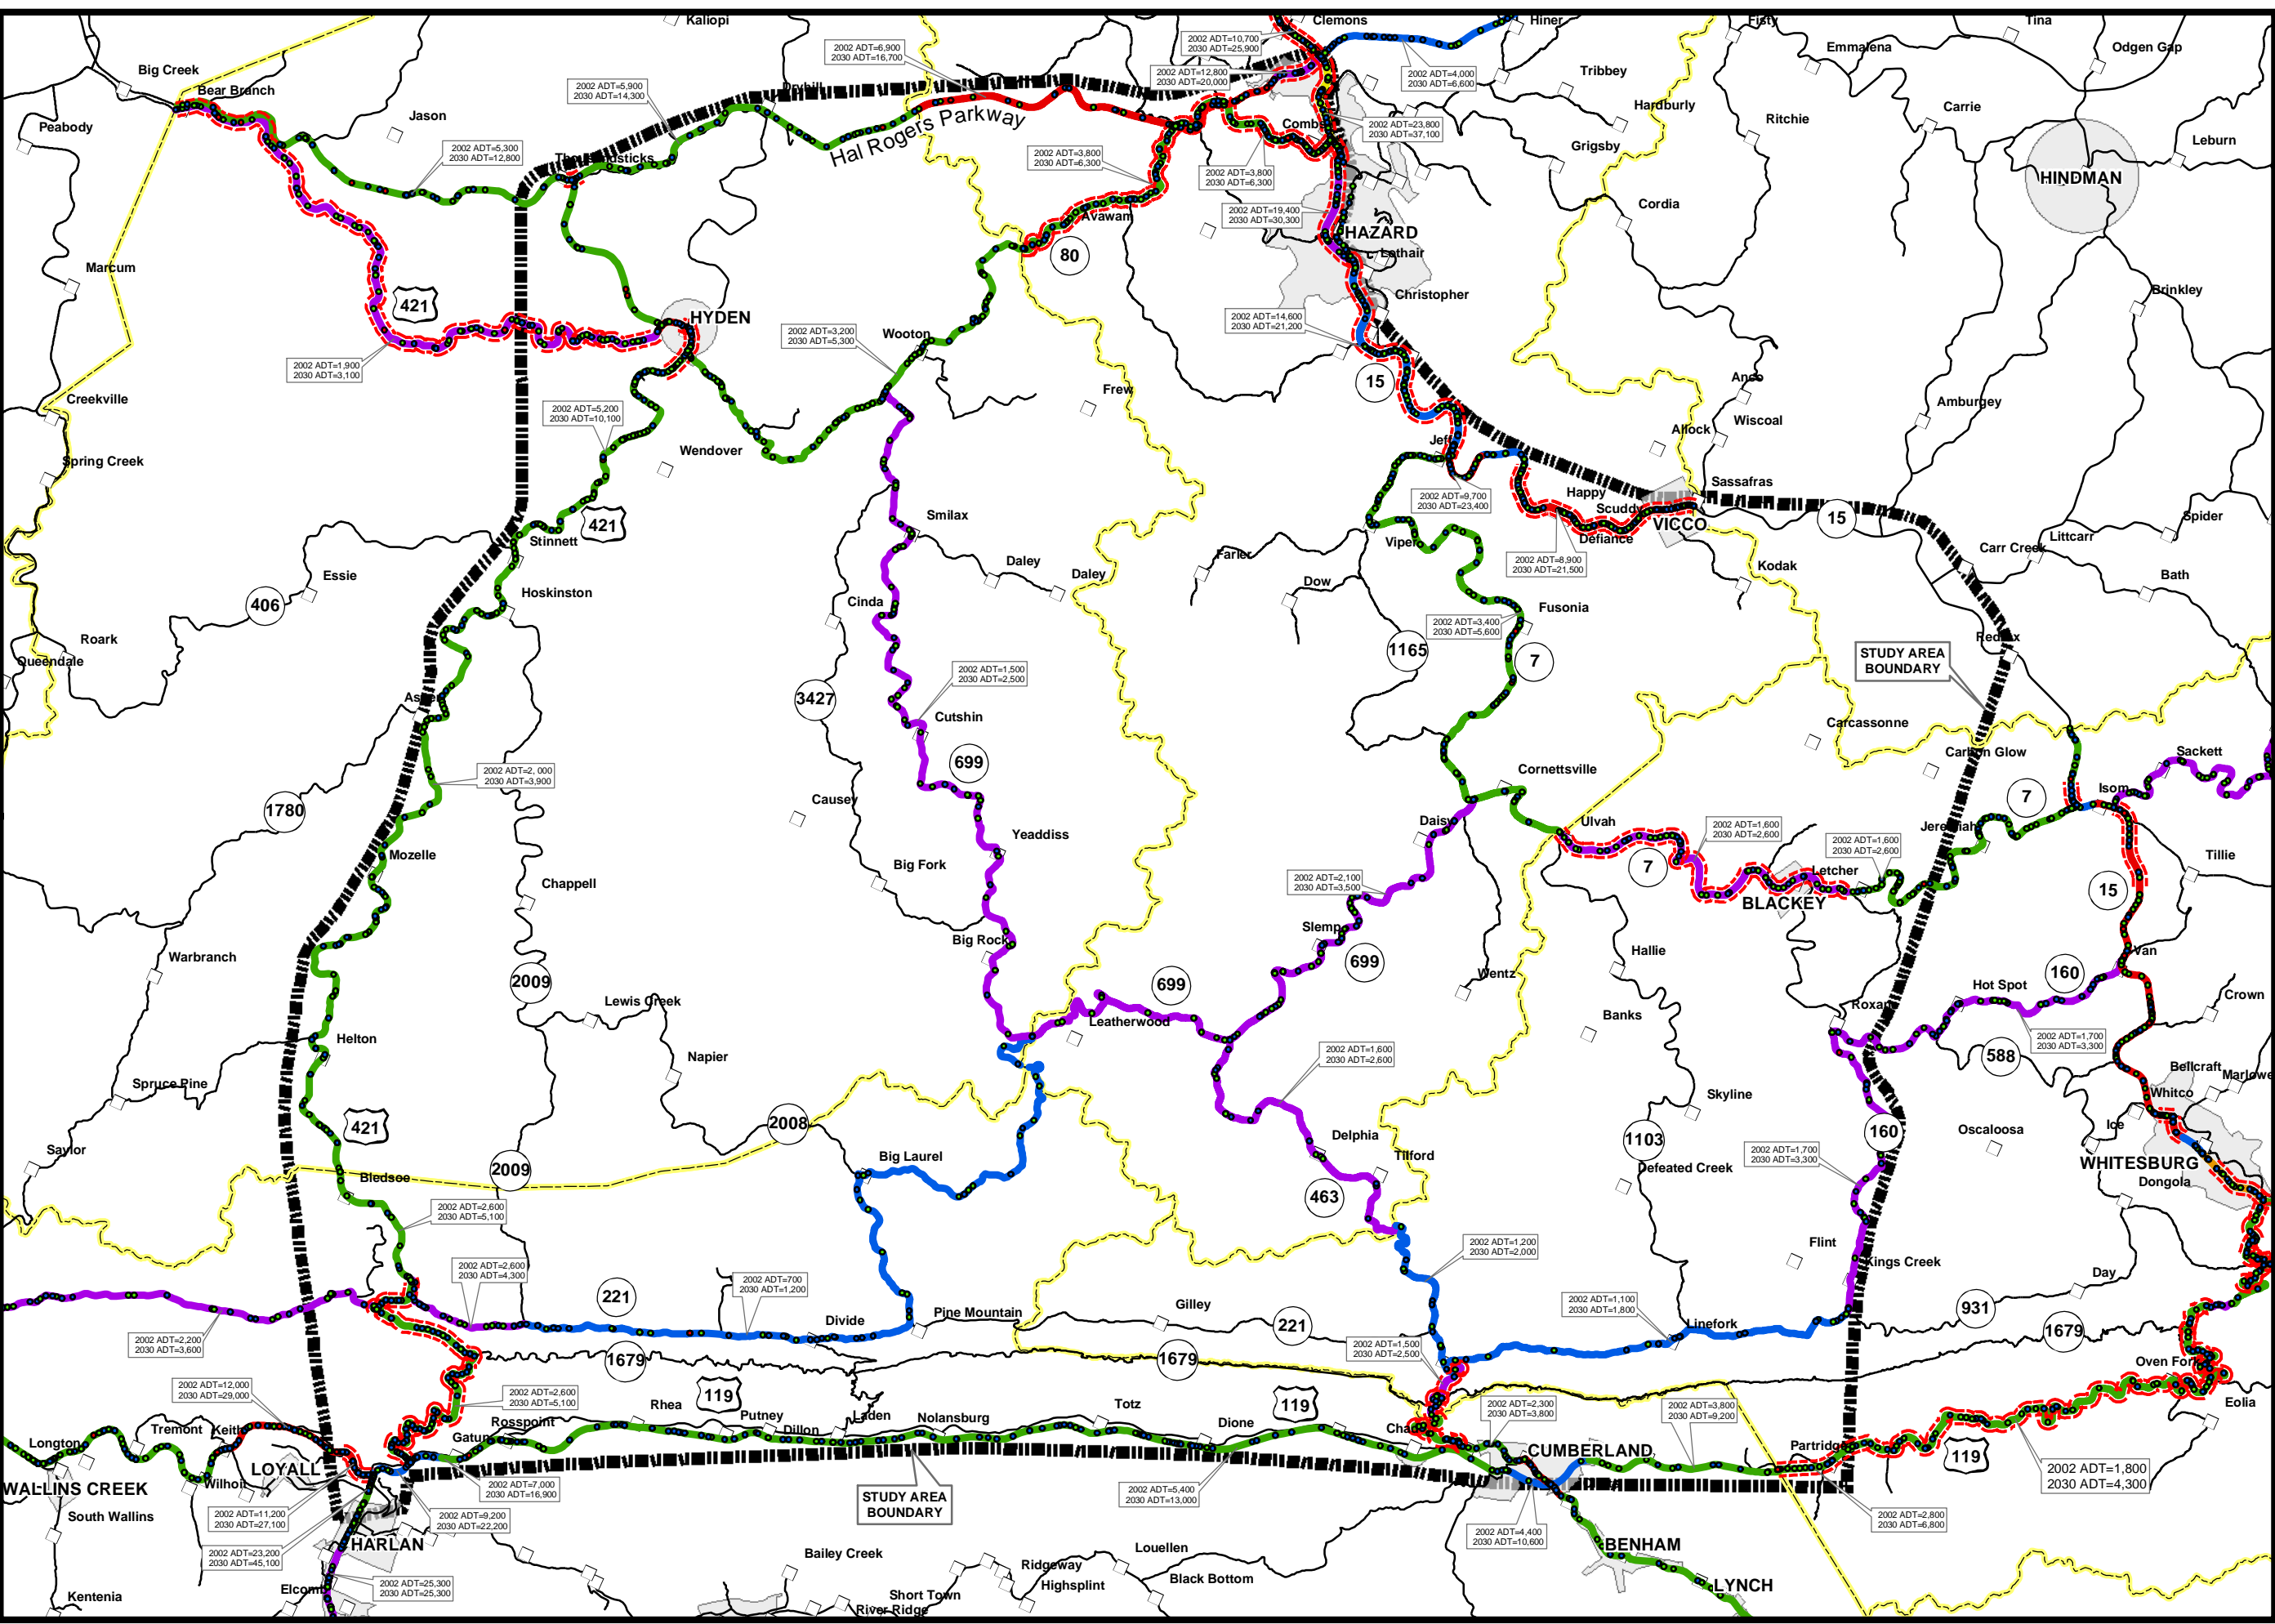 Kaliopi
Clemons
Hiner
Fisty
Tina
2002 ADT=6,900
2030 ADT=16,700
2002 ADT=10,700
2030 ADT=25,900
Emmalena
Odgen Gap
Big Creek
Bear Branch
2002 ADT=5,900
2030 ADT=14,300
2002 ADT=12,800
2030 ADT=20,000
2002 ADT=4,000
2030 ADT=6,600
Tribbey
Hardburly
Carrie
Peabody
Jason
Hal Rogers Parkway
2002 ADT=23,800
2030 ADT=37,100
Ritchie
Leburn
2002 ADT=5,300
2030 ADT=12,800
2002 ADT=3,800
2030 ADT=6,300
2002 ADT=3,800
2030 ADT=6,300
Grigsby
HINDMAN
Avawam
2002 ADT=19,400
2030 ADT=30,300
Cordia
HAZARD
80
Lothair
Marcum
421
Christopher
Brinkley
HYDEN
2002 ADT=14,600
2030 ADT=21,200
2002 ADT=3,200
2030 ADT=5,300
Wooton
2002 ADT=1,900
2030 ADT=3,100
15
Anco
Creekville
Frew
Amburgey
2002 ADT=5,200
2030 ADT=10,100
Wiscoal
Allock
Wendover
Jeff
Spring Creek
Sassafras
2002 ADT=9,700
2030 ADT=23,400
Happy
Scuddy
VICCO
15
Smilax
421
Stinnett
Viper
Defiance
Spider
Littcarr
Carr Creek
Farler
2002 ADT=8,900
2030 ADT=21,500
Daley
Daley
Essie
Dow
Kodak
Bath
Hoskinston
406
Cinda
Fusonia
2002 ADT=3,400
2030 ADT=5,600
Roark
Queendale
1165
7
STUDY AREA
BOUNDARY
2002 ADT=1,500
2030 ADT=2,500
3427
Cutshin
Carcassonne
699
Carbon Glow
Sackett
2002 ADT=2, 000
2030 ADT=3,900
Cornettsville
Isom
7
Causey
1780
Daisy
Ulvah
2002 ADT=1,600
2030 ADT=2,600
Jeremiah
Yeaddiss
2002 ADT=1,600
2030 ADT=2,600
Mozelle
Tillie
Big Fork
7
Letcher
2002 ADT=2,100
2030 ADT=3,500
Chappell
15
BLACKEY
Slemp
Big Rock
Hallie
Van
Warbranch
699
160
Wentz
2009
699
Hot Spot
Crown
Lewis Creek
Roxana
Leatherwood
Banks
Helton
2002 ADT=1,700
2030 ADT=3,300
Napier
2002 ADT=1,600
2030 ADT=2,600
588
Bellcraft
Marlowe
Spruce Pine
Skyline
Whitco
421
2008
Ice
160
Oscaloosa
Delphia
1103
Saylor
Big Laurel
Tilford
2002 ADT=1,700
2030 ADT=3,300
WHITESBURG
2009
Defeated Creek
Dongola
Bledsoe
463
2002 ADT=2,600
2030 ADT=5,100
Flint
2002 ADT=1,200
2030 ADT=2,000
Kings Creek
2002 ADT=2,600
2030 ADT=4,300
2002 ADT=700
2030 ADT=1,200
Day
221
Gilley
2002 ADT=1,100
2030 ADT=1,800
931
Pine Mountain
Divide
221
Linefork
1679
2002 ADT=2,200
2030 ADT=3,600
2002 ADT=1,500
2030 ADT=2,500
1679
1679
Oven Fork
2002 ADT=12,000
2030 ADT=29,000
2002 ADT=2,600
2030 ADT=5,100
119
119
Rhea
2002 ADT=2,300
2030 ADT=3,800
2002 ADT=3,800
2030 ADT=9,200
Eolia
Rosspoint
Putney
Laden
Nolansburg
Totz
Dione
Tremont
Keith
Dillon
Longton
Gatun
Chad
CUMBERLAND
Partridge
119
LOYALL
2002 ADT=1,800
2030 ADT=4,300
WALLINS CREEK
Wilhoit
2002 ADT=7,000
2030 ADT=16,900
STUDY AREA
BOUNDARY
2002 ADT=5,400
2030 ADT=13,000
South Wallins
2002 ADT=11,200
2030 ADT=27,100
2002 ADT=9,200
2030 ADT=22,200
2002 ADT=2,800
2030 ADT=6,800
HARLAN
2002 ADT=4,400
2030 ADT=10,600
BENHAM
2002 ADT=23,200
2030 ADT=45,100
Bailey Creek
Louellen
Ridgeway
Black Bottom
2002 ADT=25,300
2030 ADT=25,300
Elcomb
Highsplint
LYNCH
Kentenia
Short Town
River Ridge